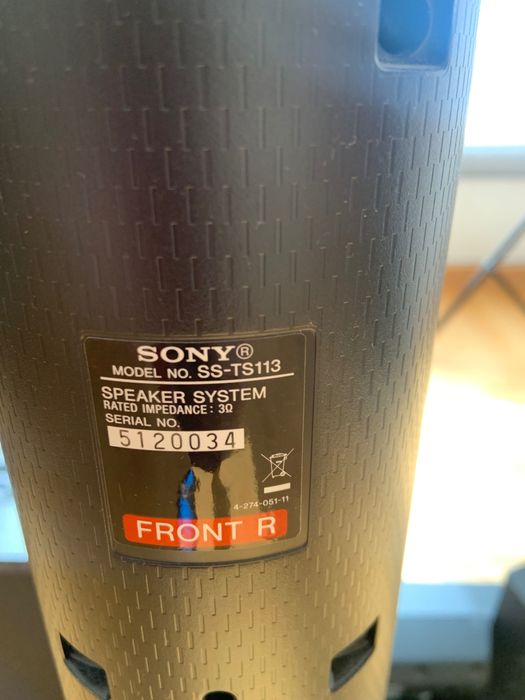 SONY®
MODEL NO. SS-TS113
SPEAKER SYSTEM
RATED IMPEDANCE: 3Ω
SERIAL NO.
5120034
4-274-051-11
FRONT R